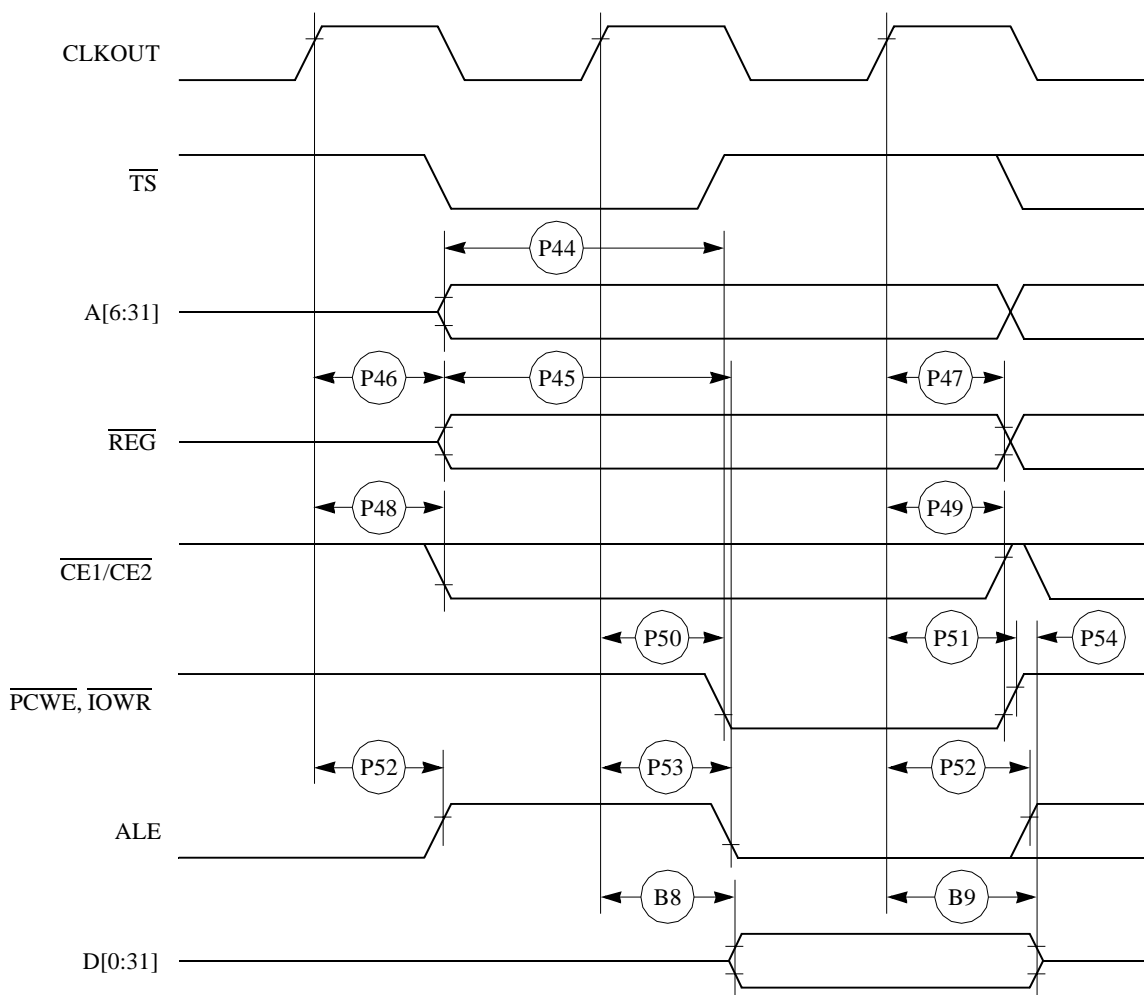 CLKOUT
TS
P44
A[6:31]
P46
P45
P47
REG
P48
P49
CE1/CE2
P50
P51
P54
PCWE, IOWR
P52
P53
P52
ALE
B8
B9
D[0:31]